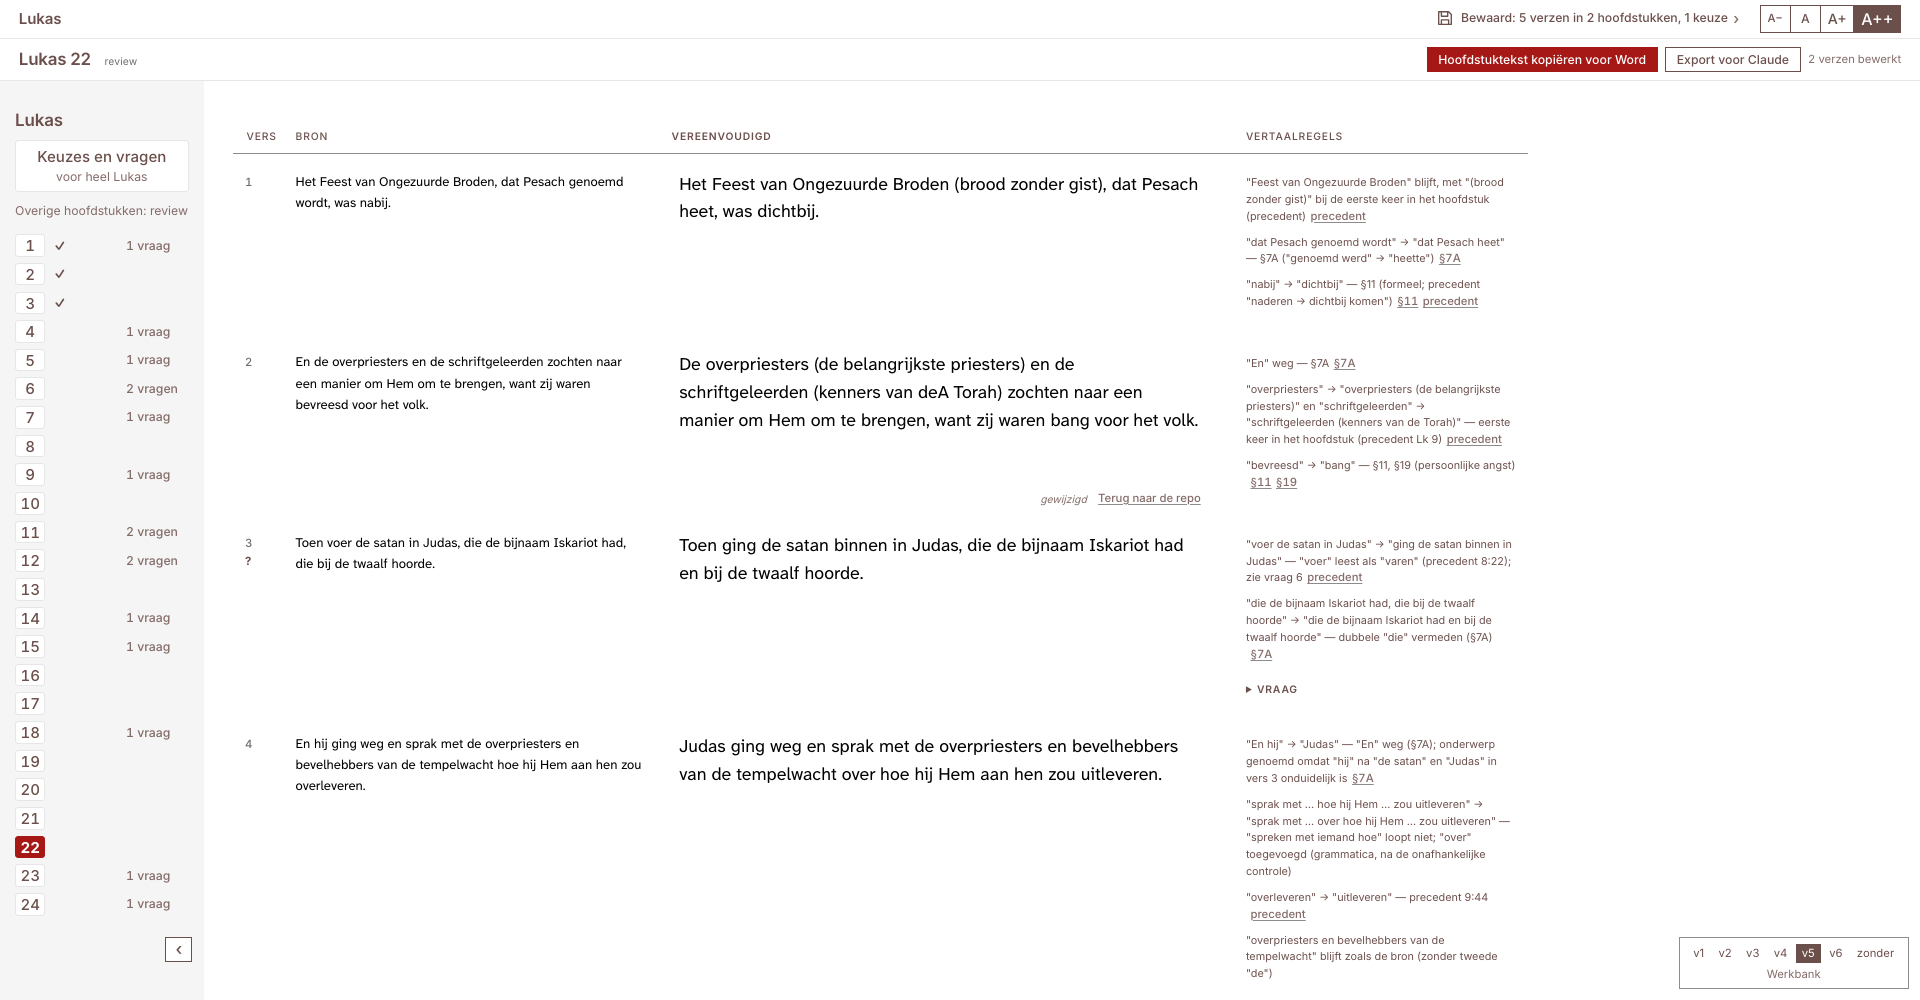 Lukas
Bewaard: 5 verzen in 2 hoofdstukken, 1 keuze ›
A− A A+ A++
Lukas 22 review
Hoofdstuktekst kopiëren voor Word
Export voor Claude
2 verzen bewerkt
Lukas
Keuzes en vragen
voor heel Lukas
Overige hoofdstukken: review
1 ✓ 1 vraag
2 ✓
3 ✓
4 1 vraag
5 1 vraag
6 2 vragen
7 1 vraag
8
9 1 vraag
10
11 2 vragen
12 2 vragen
13
14 1 vraag
15 1 vraag
16
17
18 1 vraag
19
20
21
22
23 1 vraag
24 1 vraag
‹
VERS BRON VEREENVOUDIGD VERTAALREGELS
1
Het Feest van Ongezuurde Broden, dat Pesach genoemd
wordt, was nabij.
Het Feest van Ongezuurde Broden (brood zonder gist), dat Pesach
heet, was dichtbij.
"Feest van Ongezuurde Broden" blijft, met "(brood
zonder gist)" bij de eerste keer in het hoofdstuk
(precedent) precedent
"dat Pesach genoemd wordt" → "dat Pesach heet"
— §7A ("genoemd werd" → "heette") §7A
"nabij" → "dichtbij" — §11 (formeel; precedent
"naderen → dichtbij komen") §11 precedent
2
En de overpriesters en de schriftgeleerden zochten naar
een manier om Hem om te brengen, want zij waren
bevreesd voor het volk.
De overpriesters (de belangrijkste priesters) en de
schriftgeleerden (kenners van deA Torah) zochten naar een
manier om Hem om te brengen, want zij waren bang voor het volk.
gewijzigd Terug naar de repo
"En" weg — §7A §7A
"overpriesters" → "overpriesters (de belangrijkste
priesters)" en "schriftgeleerden" →
"schriftgeleerden (kenners van de Torah)" — eerste
keer in het hoofdstuk (precedent Lk 9) precedent
"bevreesd" → "bang" — §11, §19 (persoonlijke angst)
§11 §19
3
?
Toen voer de satan in Judas, die de bijnaam Iskariot had,
die bij de twaalf hoorde.
Toen ging de satan binnen in Judas, die de bijnaam Iskariot had
en bij de twaalf hoorde.
"voer de satan in Judas" → "ging de satan binnen in
Judas" — "voer" leest als "varen" (precedent 8:22);
zie vraag 6 precedent
"die de bijnaam Iskariot had, die bij de twaalf
hoorde" → "die de bijnaam Iskariot had en bij de
twaalf hoorde" — dubbele "die" vermeden (§7A)
§7A
▶ VRAAG
4
En hij ging weg en sprak met de overpriesters en
bevelhebbers van de tempelwacht hoe hij Hem aan hen zou
overleveren.
Judas ging weg en sprak met de overpriesters en bevelhebbers
van de tempelwacht over hoe hij Hem aan hen zou uitleveren.
"En hij" → "Judas" — "En" weg (§7A); onderwerp
genoemd omdat "hij" na "de satan" en "Judas" in
vers 3 onduidelijk is §7A
"sprak met ... hoe hij Hem ... zou uitleveren" →
"sprak met ... over hoe hij Hem ... zou uitleveren" —
"spreken met iemand hoe" loopt niet; "over"
toegevoegd (grammatica, na de onafhankelijke
controle)
"overleveren" → "uitleveren" — precedent 9:44
precedent
"overpriesters en bevelhebbers van de
tempelwacht" blijft zoals de bron (zonder tweede
"de")
v1 v2 v3 v4 v5 v6 zonder
Werkbank